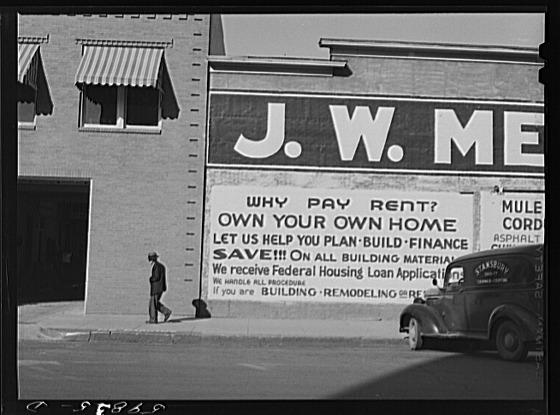 J. W. ME
WHY PAY RENT?
OWN YOUR OWN HOME
LET US HELP YOU PLAN · BUILD · FINANCE
SAVE!!! ON ALL BUILDING MATERIAL
We receive Federal Housing Loan Applications
WE HANDLE ALL PROCEDURE
If you are BUILDING · REMODELING OR RE
MULE
CORD
ASPHALT
STANSBURY